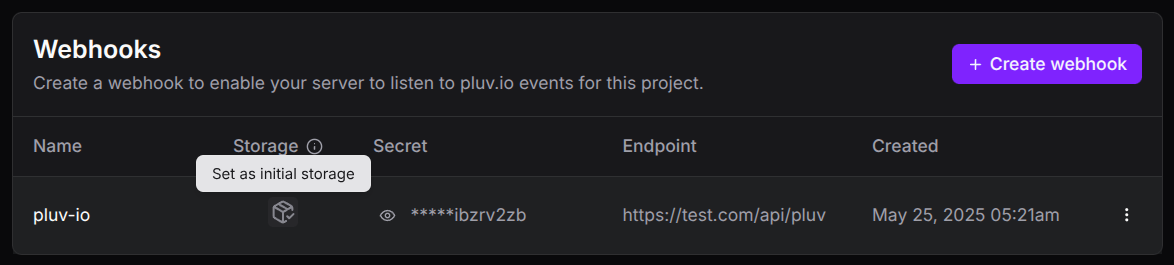 Webhooks
Create a webhook to enable your server to listen to pluv.io events for this project.
+ Create webhook
Name Storage Secret Endpoint Created
Set as initial storage
pluv-io *****ibzrv2zb https://test.com/api/pluv May 25, 2025 05:21am